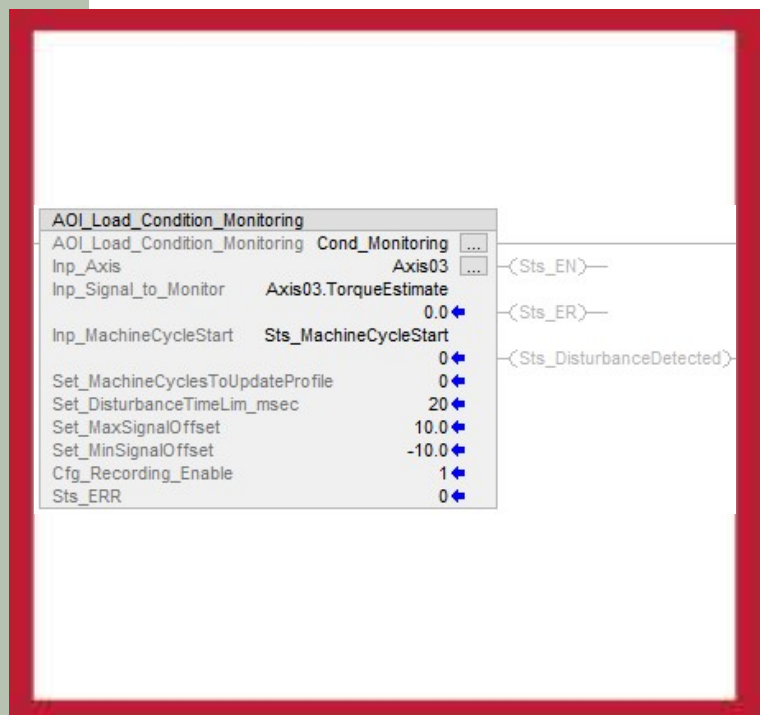 AOI_Load_Condition_Monitoring
AOI_Load_Condition_Monitoring Cond_Monitoring ...
Inp_Axis Axis03 ... (Sts_EN)
Inp_Signal_to_Monitor Axis03.TorqueEstimate
0.0 (Sts_ER)
Inp_MachineCycleStart Sts_MachineCycleStart
0 (Sts_DisturbanceDetected)
Set_MachineCyclesToUpdateProfile 0
Set_DisturbanceTimeLim_msec 20
Set_MaxSignalOffset 10.0
Set_MinSignalOffset -10.0
Cfg_Recording_Enable 1
Sts_ERR 0